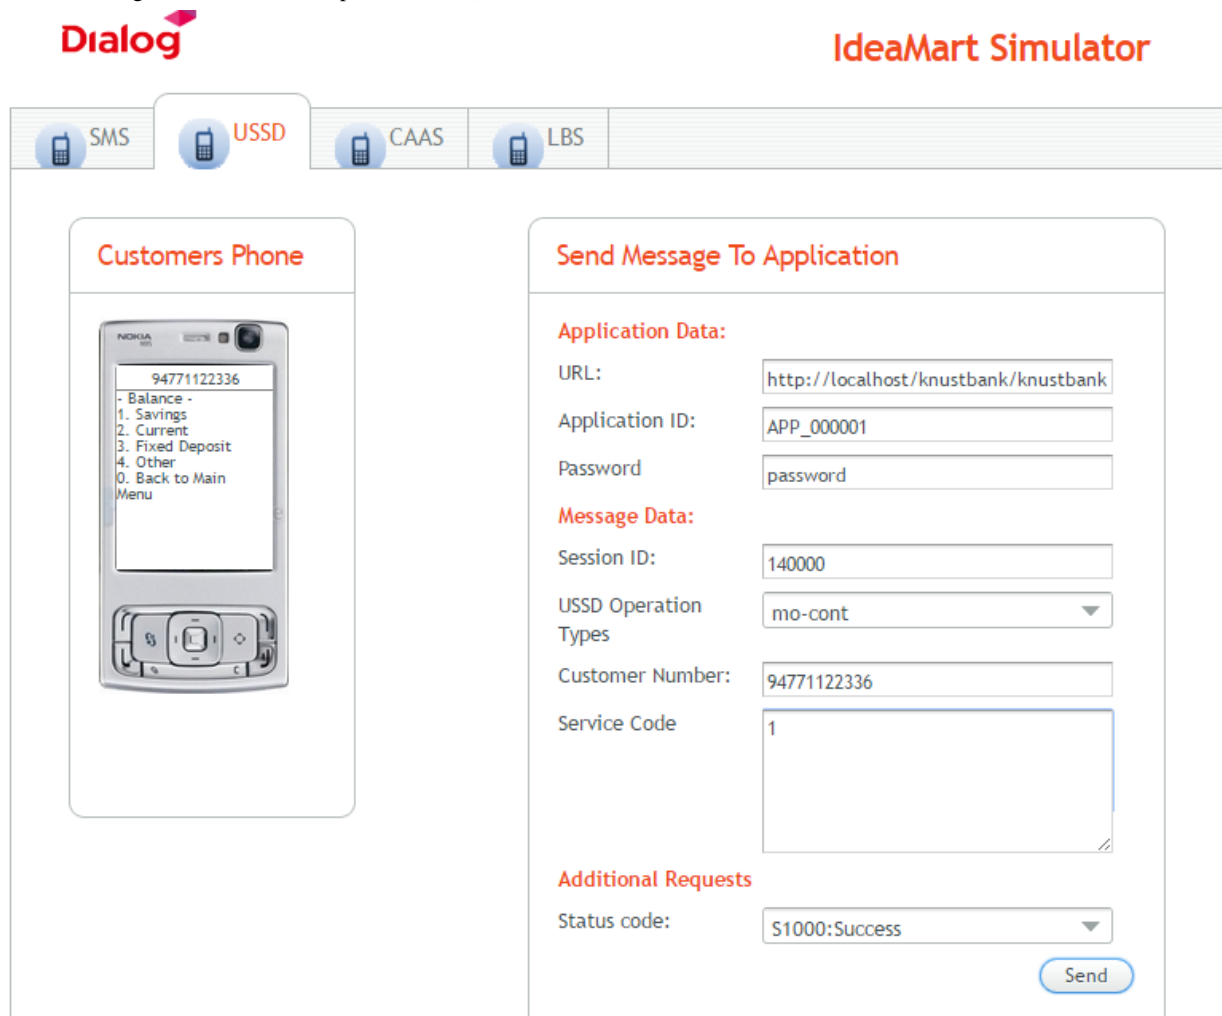 Dialog
IdeaMart Simulator
SMS
USSD
CAAS
LBS
Customers Phone
NOKIA
94771122336
- Balance -
1. Savings
2. Current
3. Fixed Deposit
4. Other
0. Back to Main
Menu
Send Message To Application
Application Data:
URL: http://localhost/knustbank/knustbank
Application ID: APP_000001
Password password
Message Data:
Session ID: 140000
USSD Operation
Types
mo-cont
Customer Number: 94771122336
Service Code 1
Additional Requests
Status code: S1000:Success
Send